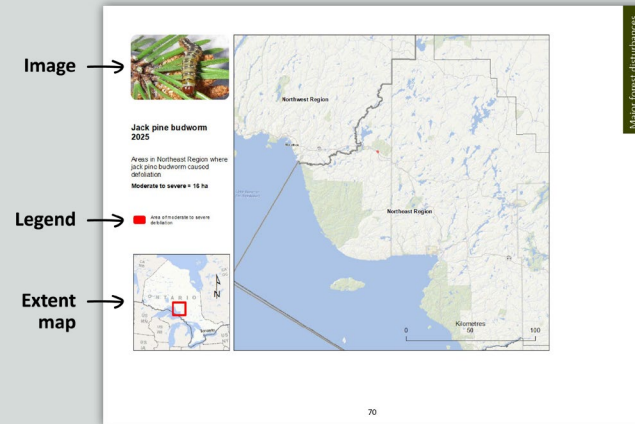 Image
Legend
Extent
map
Jack pine budworm
2025
Areas in Northeast Region where
jack pine budworm caused
defoliation
Moderate to severe = 16 ha
Area of moderate to severe
defoliation
ONTARIO
N
Northwest Region
Northeast Region
Kilometres
0 50 100
Major forest disturbances
70